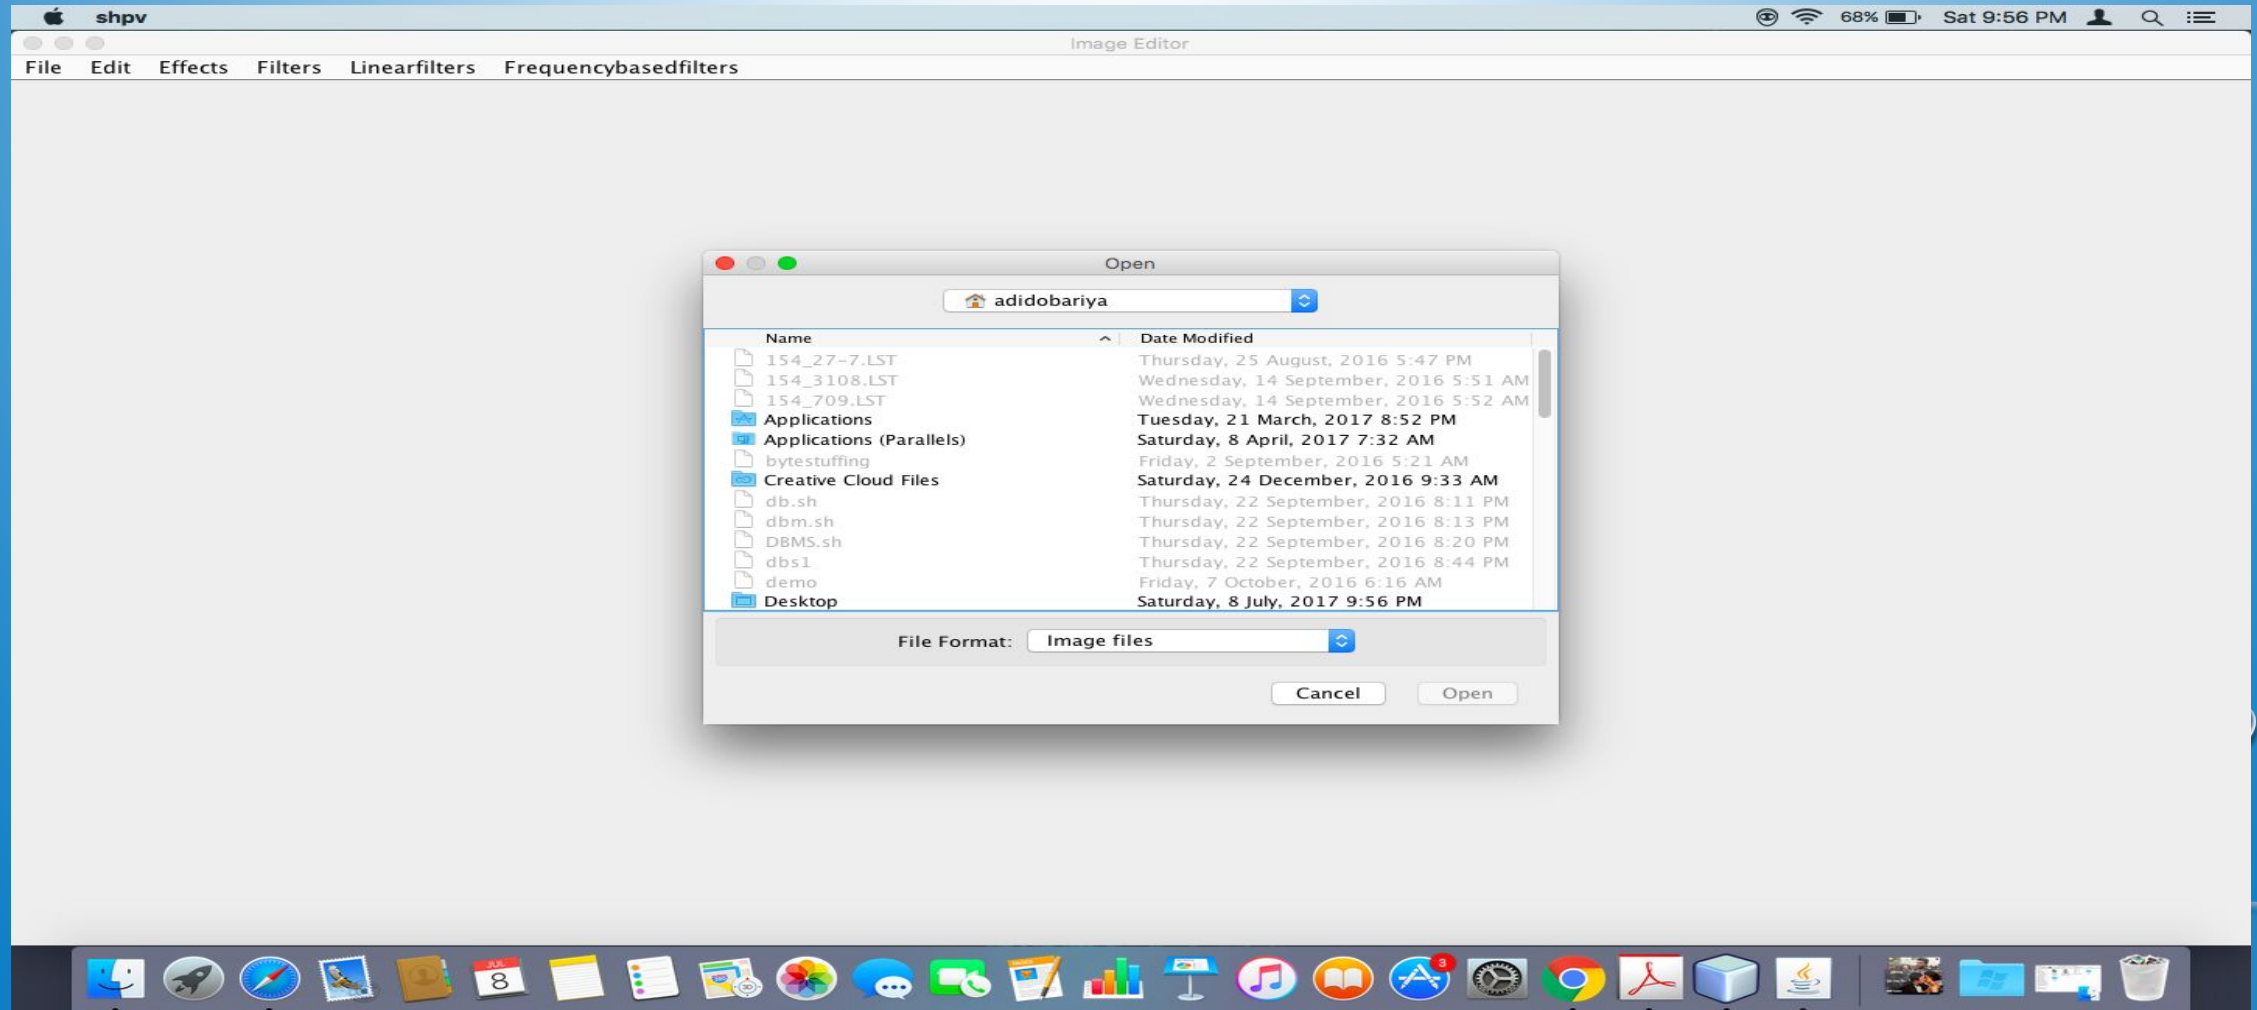 shpv 68% Sat 9:56 PM
Image Editor
File Edit Effects Filters Linearfilters Frequencybasedfilters
Open
adidobariya
Name Date Modified
154_27-7.LST Thursday, 25 August, 2016 5:47 PM
154_3108.LST Wednesday, 14 September, 2016 5:51 AM
154_709.LST Wednesday, 14 September, 2016 5:52 AM
Applications Tuesday, 21 March, 2017 8:52 PM
Applications (Parallels) Saturday, 8 April, 2017 7:32 AM
bytestuffing Friday, 2 September, 2016 5:21 AM
Creative Cloud Files Saturday, 24 December, 2016 9:33 AM
db.sh Thursday, 22 September, 2016 8:11 PM
dbm.sh Thursday, 22 September, 2016 8:13 PM
DBMS.sh Thursday, 22 September, 2016 8:20 PM
dbs1 Thursday, 22 September, 2016 8:44 PM
demo Friday, 7 October, 2016 6:16 AM
Desktop Saturday, 8 July, 2017 9:56 PM
File Format: Image files
Cancel Open
JUL
8
3